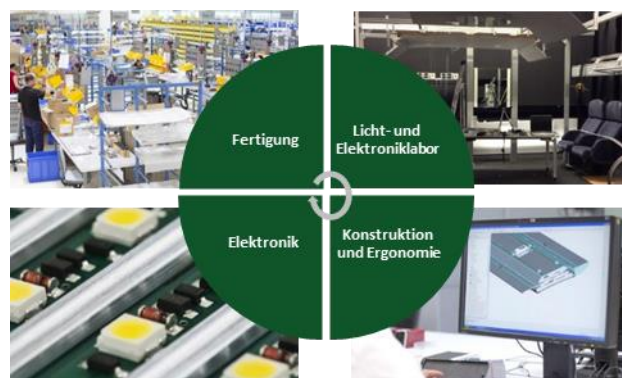 Fertigung
Licht- und
Elektroniklabor
Elektronik
Konstruktion
und Ergonomie